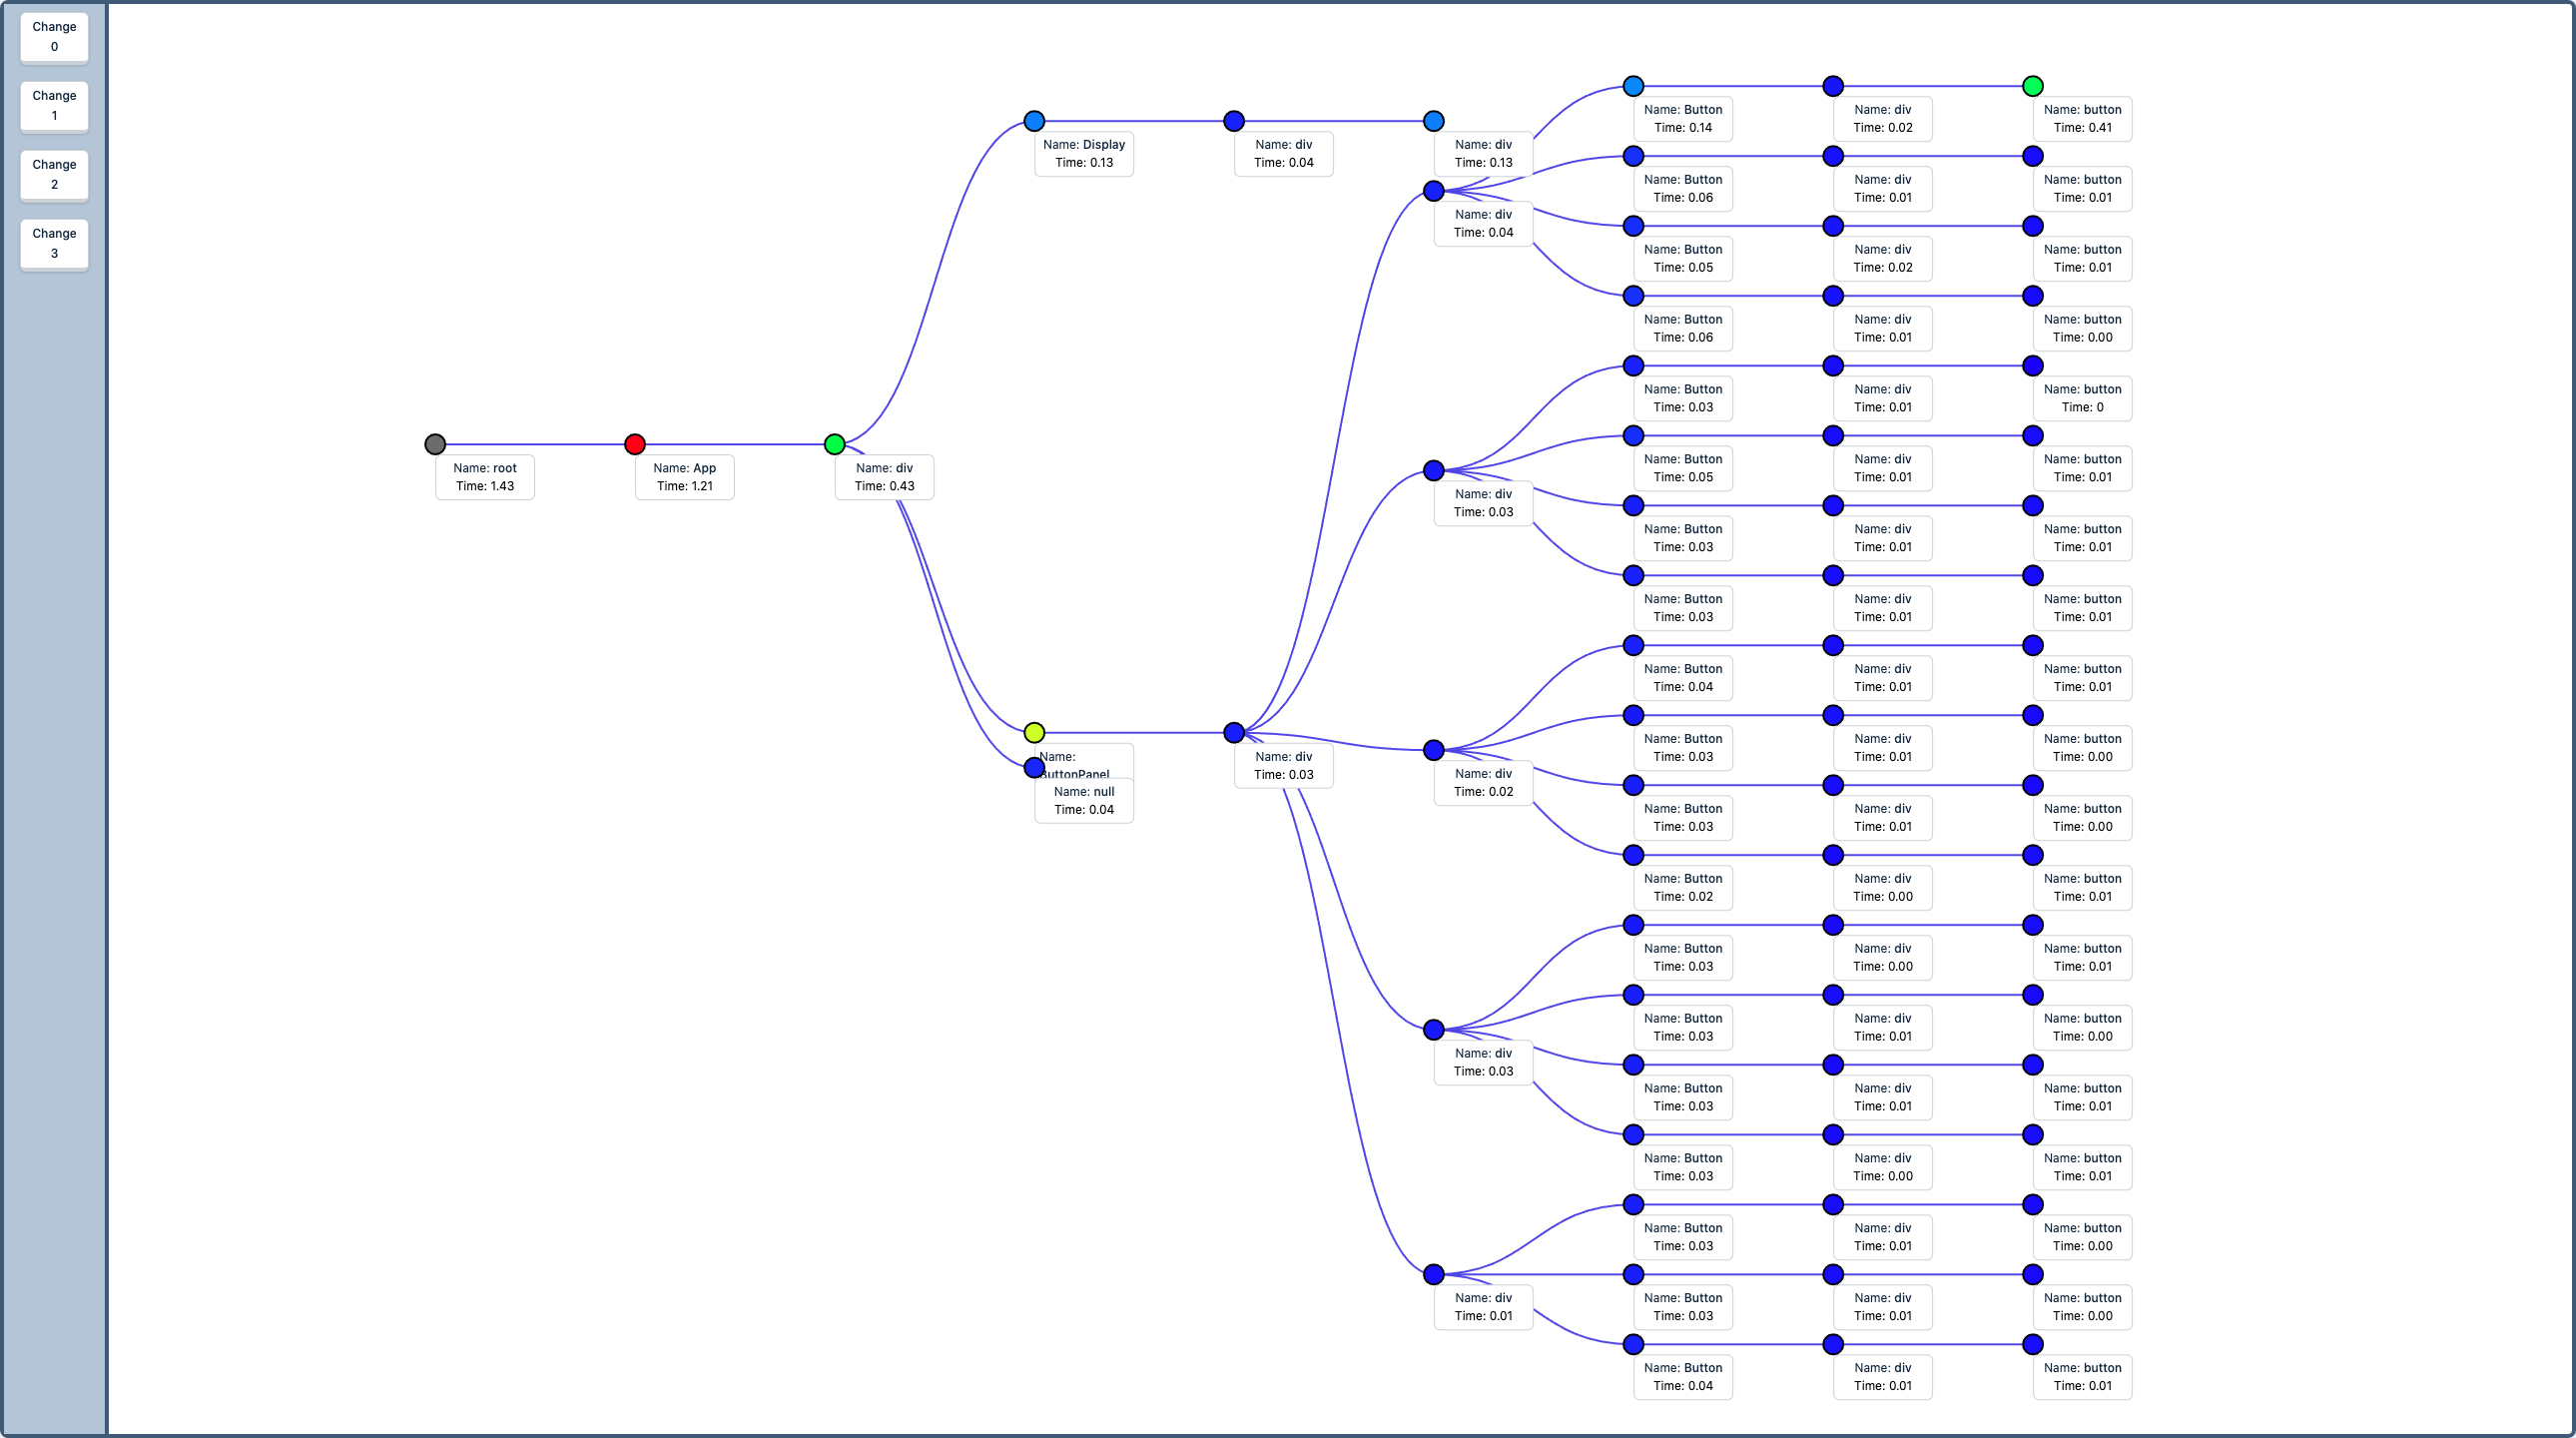 Change
0
Change
1
Change
2
Change
3
Name: root
Time: 1.43
Name: App
Time: 1.21
Name: div
Time: 0.43
Name: Display
Time: 0.13
Name:
ButtonPanel
Name: null
Time: 0.04
Name: div
Time: 0.04
Name: div
Time: 0.03
Name: div
Time: 0.13
Name: div
Time: 0.04
Name: div
Time: 0.03
Name: div
Time: 0.02
Name: div
Time: 0.03
Name: div
Time: 0.01
Name: Button
Time: 0.14
Name: div
Time: 0.02
Name: button
Time: 0.41
Name: Button
Time: 0.06
Name: div
Time: 0.01
Name: button
Time: 0.01
Name: Button
Time: 0.05
Name: div
Time: 0.02
Name: button
Time: 0.01
Name: Button
Time: 0.06
Name: div
Time: 0.01
Name: button
Time: 0.00
Name: Button
Time: 0.03
Name: div
Time: 0.01
Name: button
Time: 0
Name: Button
Time: 0.05
Name: div
Time: 0.01
Name: button
Time: 0.01
Name: Button
Time: 0.03
Name: div
Time: 0.01
Name: button
Time: 0.01
Name: Button
Time: 0.03
Name: div
Time: 0.01
Name: button
Time: 0.01
Name: Button
Time: 0.04
Name: div
Time: 0.01
Name: button
Time: 0.01
Name: Button
Time: 0.03
Name: div
Time: 0.01
Name: button
Time: 0.00
Name: Button
Time: 0.03
Name: div
Time: 0.01
Name: button
Time: 0.00
Name: Button
Time: 0.02
Name: div
Time: 0.00
Name: button
Time: 0.01
Name: Button
Time: 0.03
Name: div
Time: 0.00
Name: button
Time: 0.01
Name: Button
Time: 0.03
Name: div
Time: 0.01
Name: button
Time: 0.00
Name: Button
Time: 0.03
Name: div
Time: 0.01
Name: button
Time: 0.01
Name: Button
Time: 0.03
Name: div
Time: 0.00
Name: button
Time: 0.01
Name: Button
Time: 0.03
Name: div
Time: 0.01
Name: button
Time: 0.00
Name: Button
Time: 0.03
Name: div
Time: 0.01
Name: button
Time: 0.00
Name: Button
Time: 0.04
Name: div
Time: 0.01
Name: button
Time: 0.01